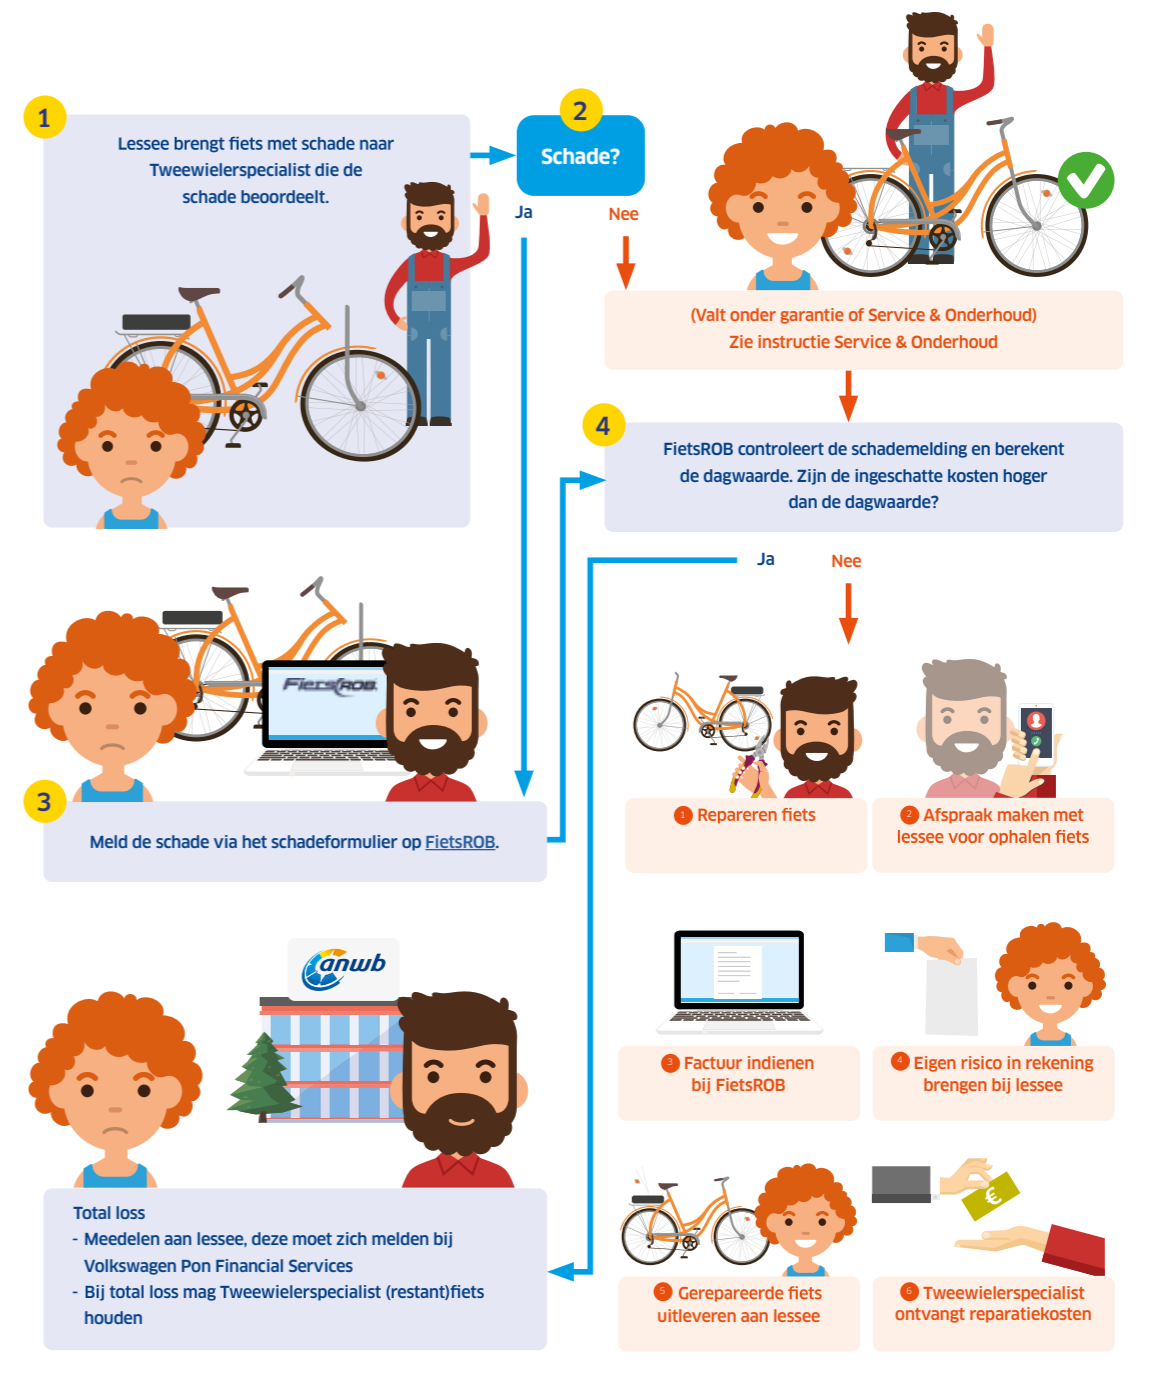 1
Lessee brengt fiets met schade naar
Tweewielerspecialist die de
schade beoordeelt.
2
Schade?
Ja
Nee
(Valt onder garantie of Service & Onderhoud)
Zie instructie Service & Onderhoud
3
FietsROB
Meld de schade via het schadeformulier op FietsROB.
4
FietsROB controleert de schademelding en berekent
de dagwaarde. Zijn de ingeschatte kosten hoger
dan de dagwaarde?
Ja
Nee
1 Repareren fiets
2 Afspraak maken met
lessee voor ophalen fiets
3 Factuur indienen
bij FietsROB
4 Eigen risico in rekening
brengen bij lessee
5 Gerepareerde fiets
uitleveren aan lessee
€
6 Tweewielerspecialist
ontvangt reparatiekosten
anwb
Total loss
- Meedelen aan lessee, deze moet zich melden bij
Volkswagen Pon Financial Services
- Bij total loss mag Tweewielerspecialist (restant)fiets
houden